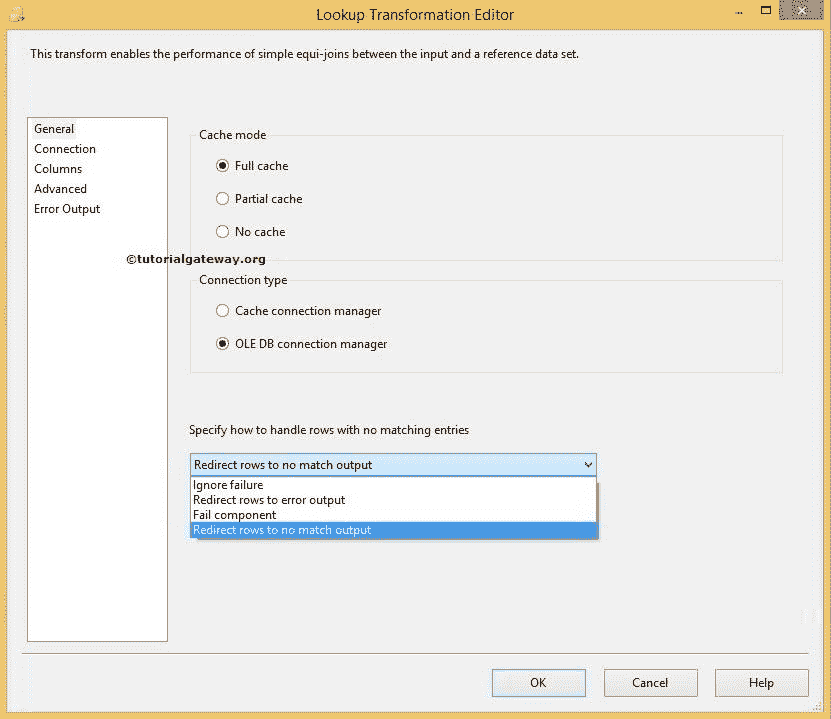 Lookup Transformation Editor
This transform enables the performance of simple equi-joins between the input and a reference data set.
General
Connection
Columns
Advanced
Error Output
Cache mode
Full cache
Partial cache
No cache
©tutorialgateway.org
Connection type
Cache connection manager
OLE DB connection manager
Specify how to handle rows with no matching entries
Redirect rows to no match output
Ignore failure
Redirect rows to error output
Fail component
Redirect rows to no match output
OK
Cancel
Help